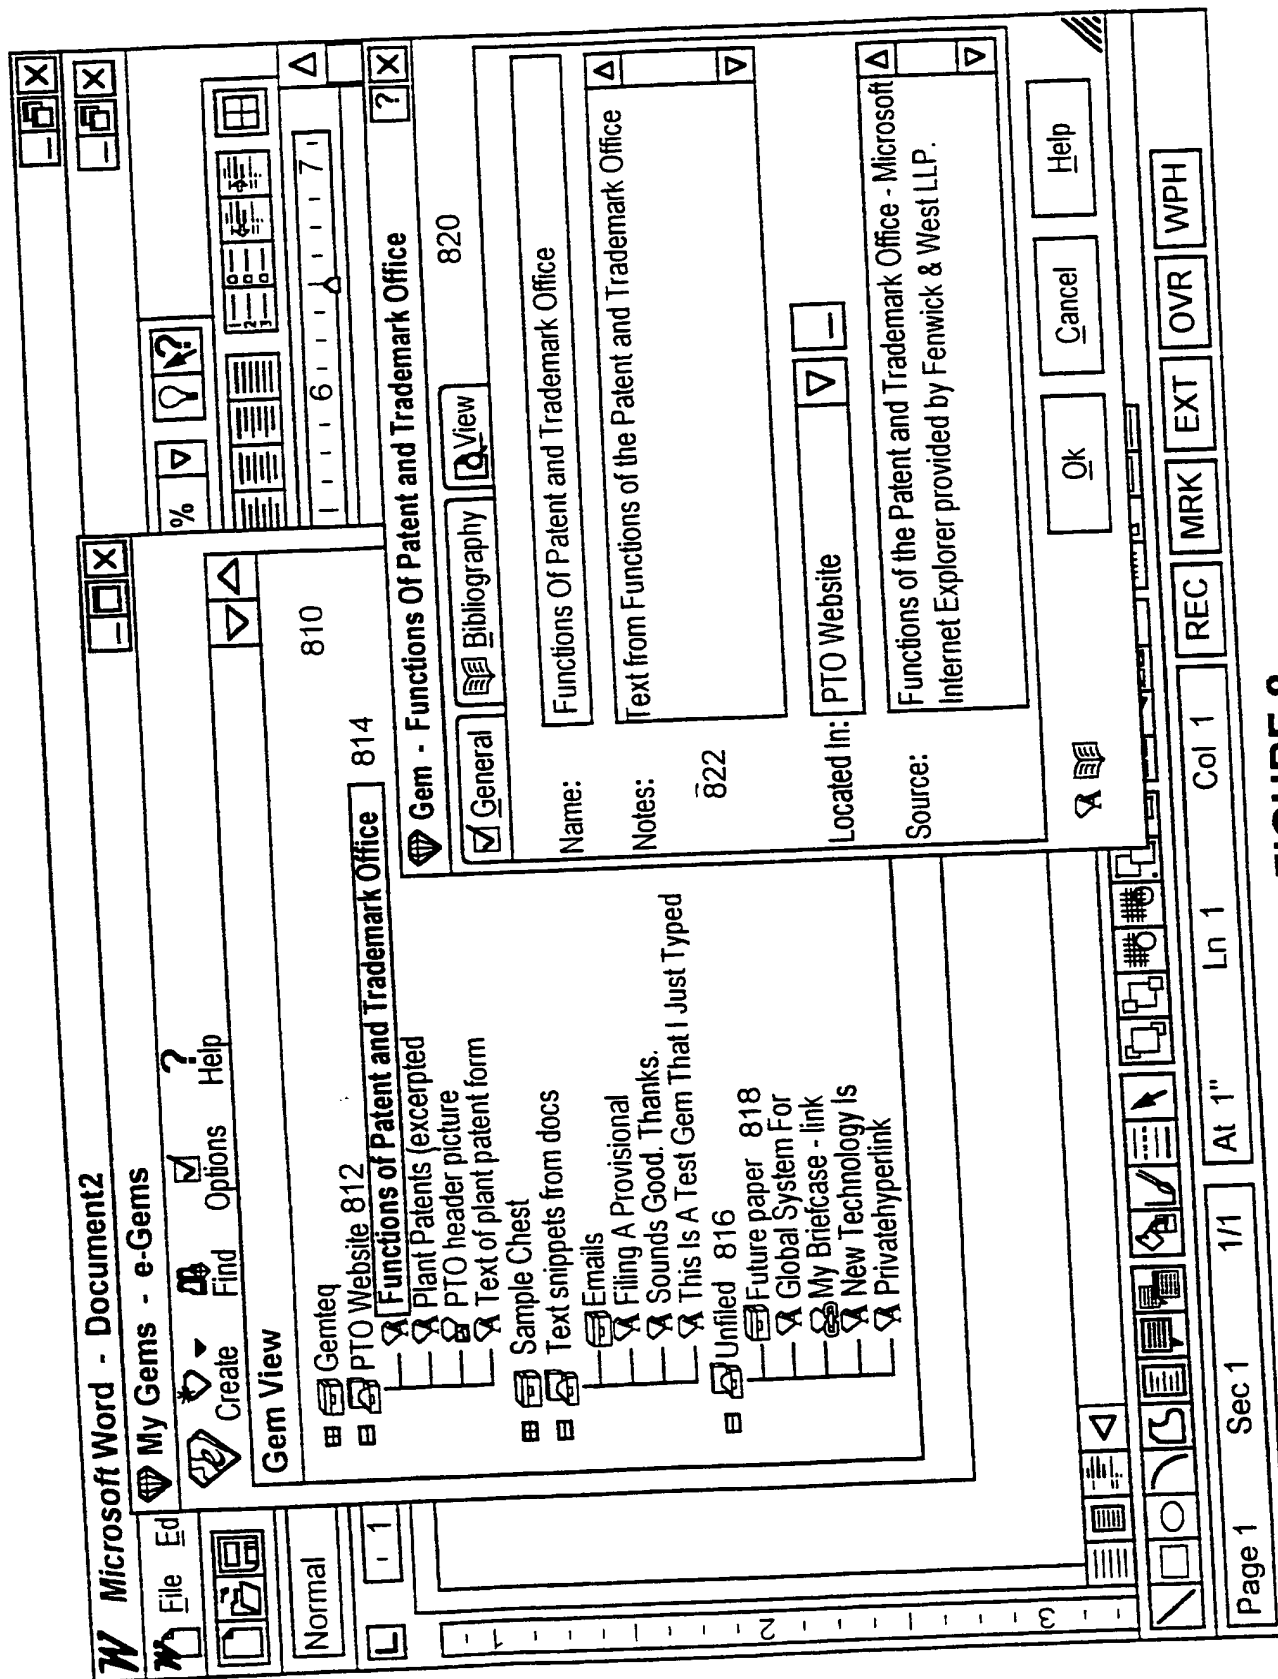 W Microsoft Word - Document2
My Gems - e-Gems
W File Ed
Create Find Options Help
%
Normal
Gem View
L
1 6 7
810
Gemteq
PTO Website 812
Functions of Patent and Trademark Office 814
Plant Patents (excerpted
PTO header picture
Text of plant patent form
Sample Chest
Text snippets from docs
Emails
Filing A Provisional
Sounds Good. Thanks.
This Is A Test Gem That I Just Typed
Unfiled 816
Future paper 818
Global System For
My Briefcase - link
New Technology Is
Privatehyperlink
Gem - Functions Of Patent and Trademark Office
General Bibliography View
820
Name: Functions Of Patent and Trademark Office
Notes: Text from Functions of the Patent and Trademark Office
822
Located In: PTO Website
Source: Functions of the Patent and Trademark Office - Microsoft
Internet Explorer provided by Fenwick & West LLP.
Ok Cancel Help
1
2
3
Page 1 Sec 1 1/1 At 1" Ln 1 Col 1 REC MRK EXT OVR WPH